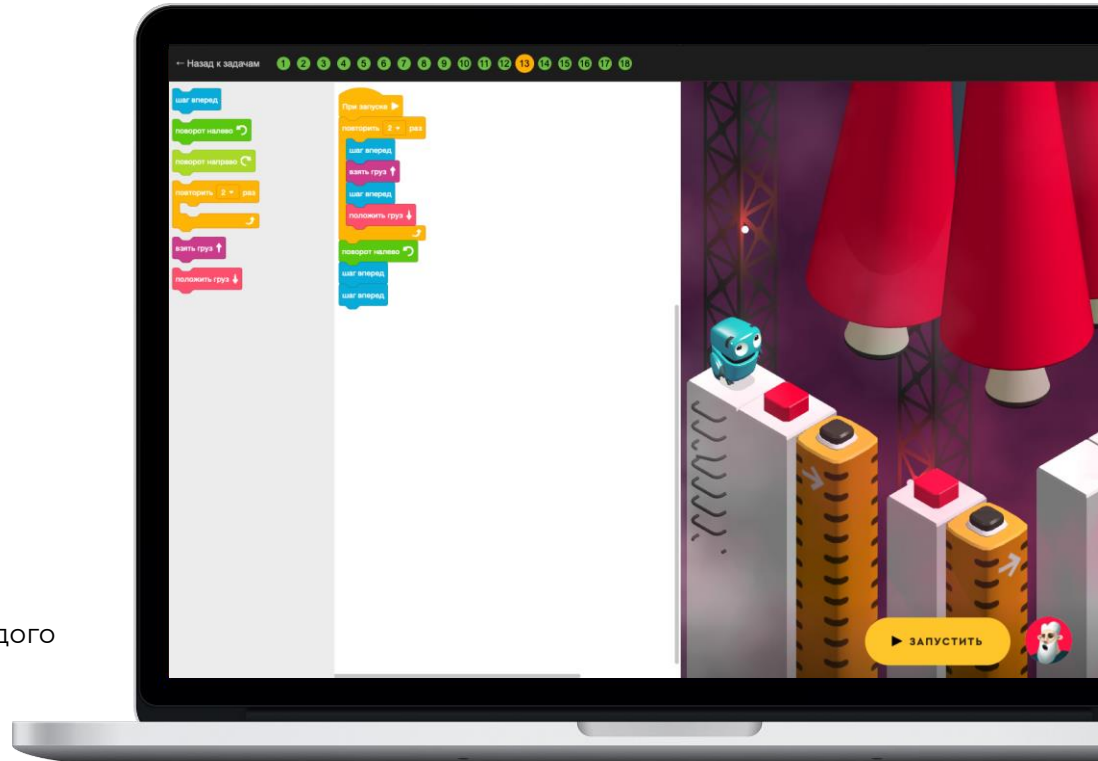 ← Назад к задачам 1 2 3 4 5 6 7 8 9 10 11 12 13 14 15 16 17 18
шаг вперед
поворот налево
поворот направо
повторить 2 раз
взять груз
положить груз
При запуске
повторить 2 раз
шаг вперед
взять груз
шаг вперед
положить груз
поворот налево
шаг вперед
шаг вперед
ЗАПУСТИТЬ
дого